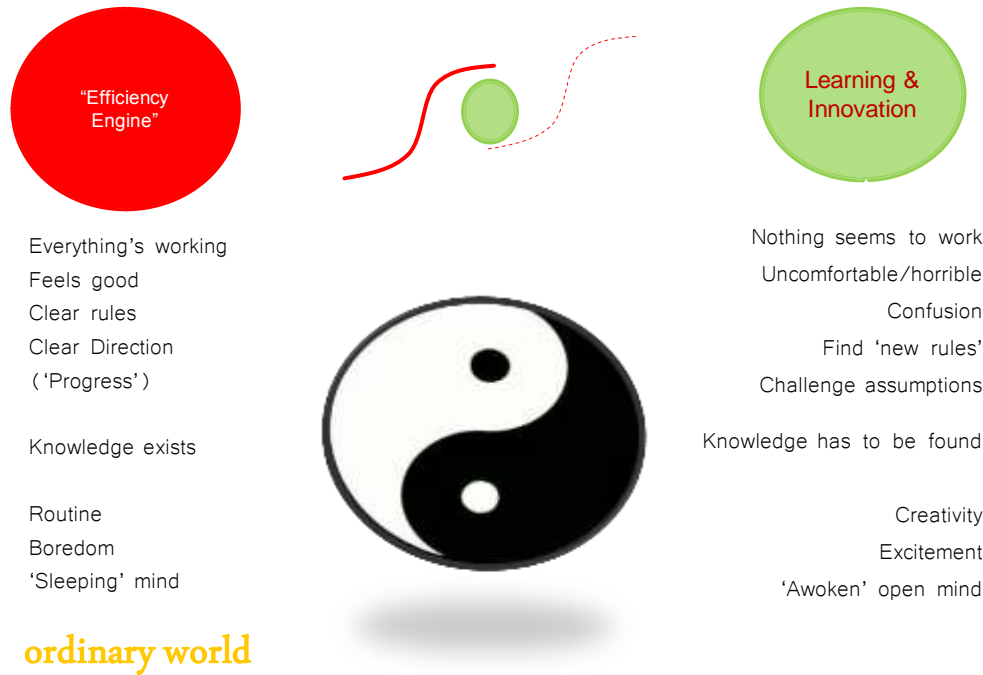 “Efficiency
Engine”
Learning &
Innovation
Everything’s working
Feels good
Clear rules
Clear Direction
(‘Progress’)
Knowledge exists
Routine
Boredom
‘Sleeping’ mind
ordinary world
Nothing seems to work
Uncomfortable/horrible
Confusion
Find ‘new rules’
Challenge assumptions
Knowledge has to be found
Creativity
Excitement
‘Awoken’ open mind